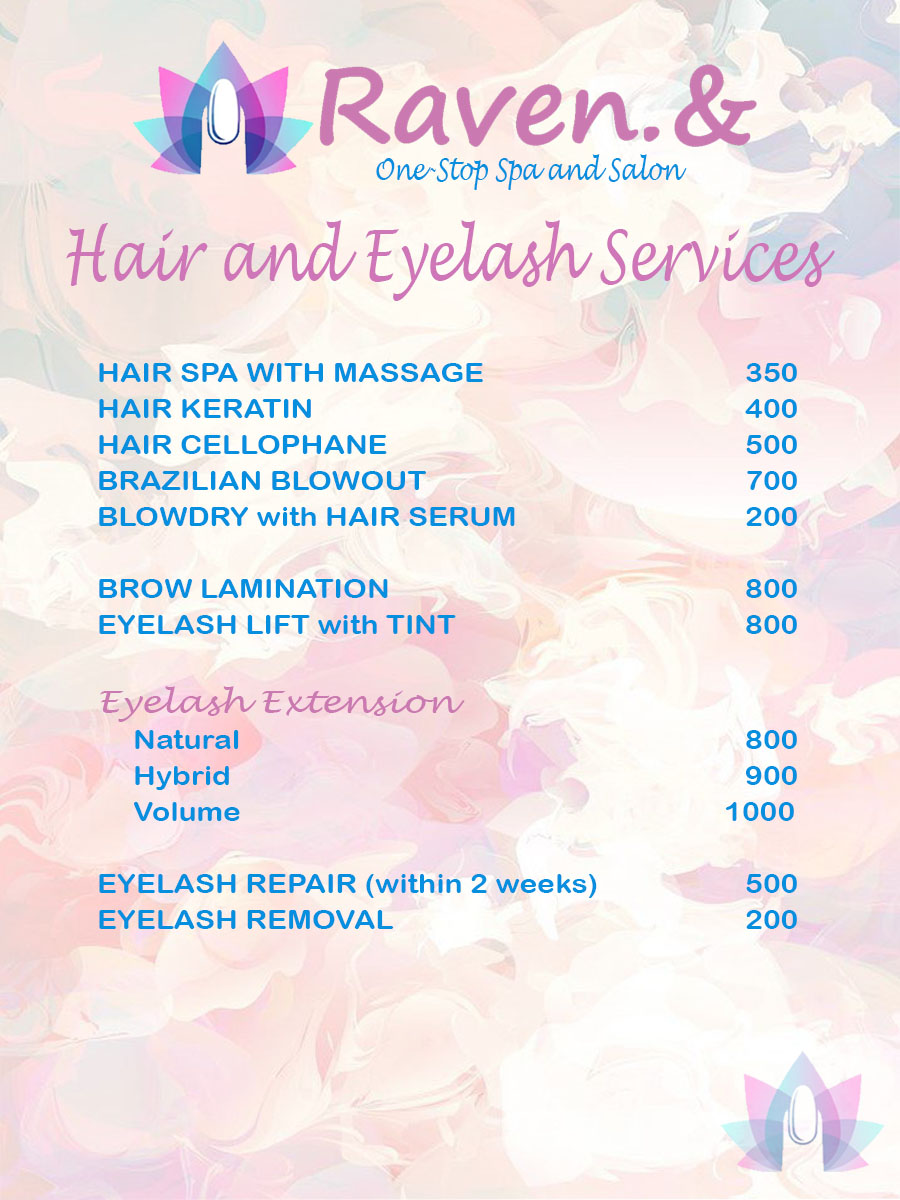 Raven.&
One-Stop Spa and Salon
Hair and Eyelash Services
HAIR SPA WITH MASSAGE 350
HAIR KERATIN 400
HAIR CELLOPHANE 500
BRAZILIAN BLOWOUT 700
BLOWDRY with HAIR SERUM 200
BROW LAMINATION 800
EYELASH LIFT with TINT 800
Eyelash Extension
Natural 800
Hybrid 900
Volume 1000
EYELASH REPAIR (within 2 weeks) 500
EYELASH REMOVAL 200